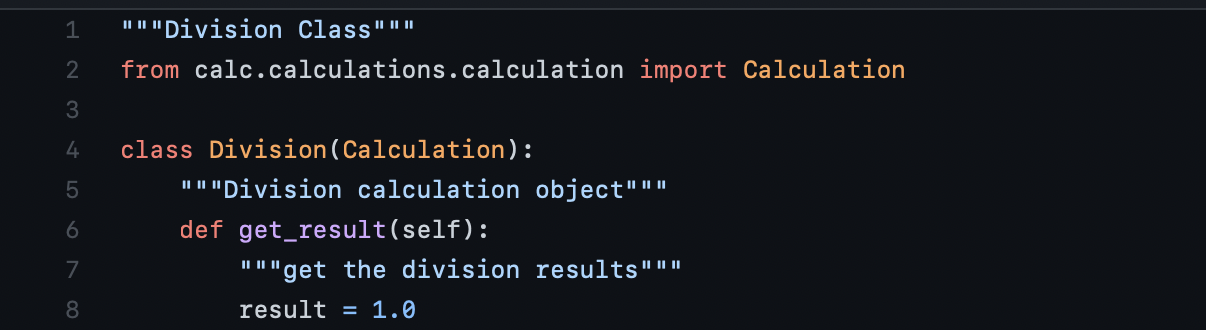 1 """Division Class"""
2 from calc.calculations.calculation import Calculation
3
4 class Division(Calculation):
5     """Division calculation object"""
6     def get_result(self):
7         """get the division results"""
8         result = 1.0